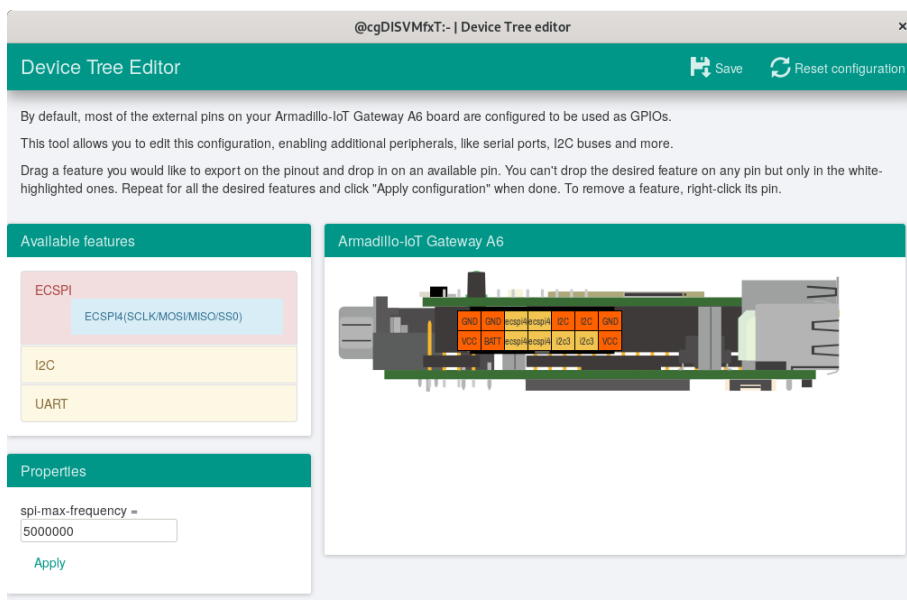 @cgDISVMfxT:~ | Device Tree editor ×
Device Tree Editor
Save
Reset configuration
By default, most of the external pins on your Armadillo-IoT Gateway A6 board are configured to be used as GPIOs.
This tool allows you to edit this configuration, enabling additional peripherals, like serial ports, I2C buses and more.
Drag a feature you would like to export on the pinout and drop in on an available pin. You can't drop the desired feature on any pin but only in the white-
highlighted ones. Repeat for all the desired features and click "Apply configuration" when done. To remove a feature, right-click its pin.
Available features
ECSPI
ECSPI4(SCLK/MOSI/MISO/SS0)
I2C
UART
Properties
spi-max-frequency =
5000000
Apply
Armadillo-IoT Gateway A6
GND GND ecspi4 ecspi4 I2C I2C GND
VCC BATT ecspi4 ecspi4 i2c3 i2c3 VCC